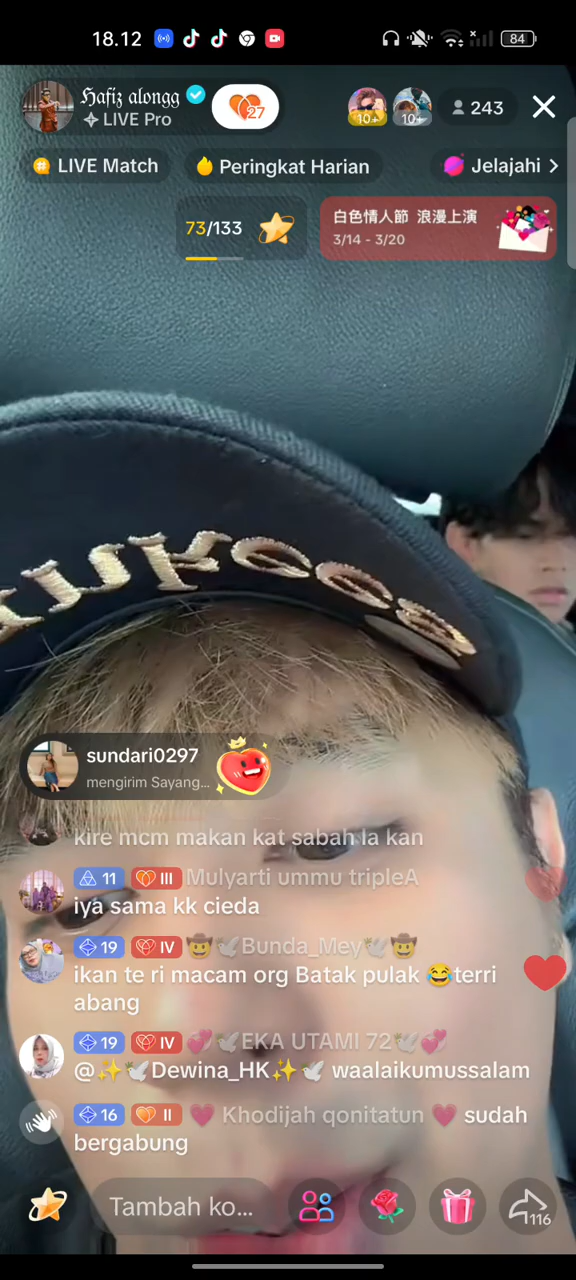 18.12
84
Hafiz alongg
LIVE Pro
27
10+
10+
243
LIVE Match
Peringkat Harian
Jelajahi >
73/133
白色情人節 浪漫上演
3/14 - 3/20
sundari0297
mengirim Sayang...
kire mcm makan kat sabah la kan
11 III Mulyarti ummu tripleA
iya sama kk cieda
19 IV 🤠🕊️Bunda_Mey🕊️🤠
ikan te ri macam org Batak pulak 😂terri
abang
19 IV 💞🕊️EKA UTAMI 72🕊️💞
@✨🕊️Dewina_HK✨🕊️ waalaikumussalam
16 II 💗 Khodijah qonitatun 💗 sudah
bergabung
Tambah ko...
116